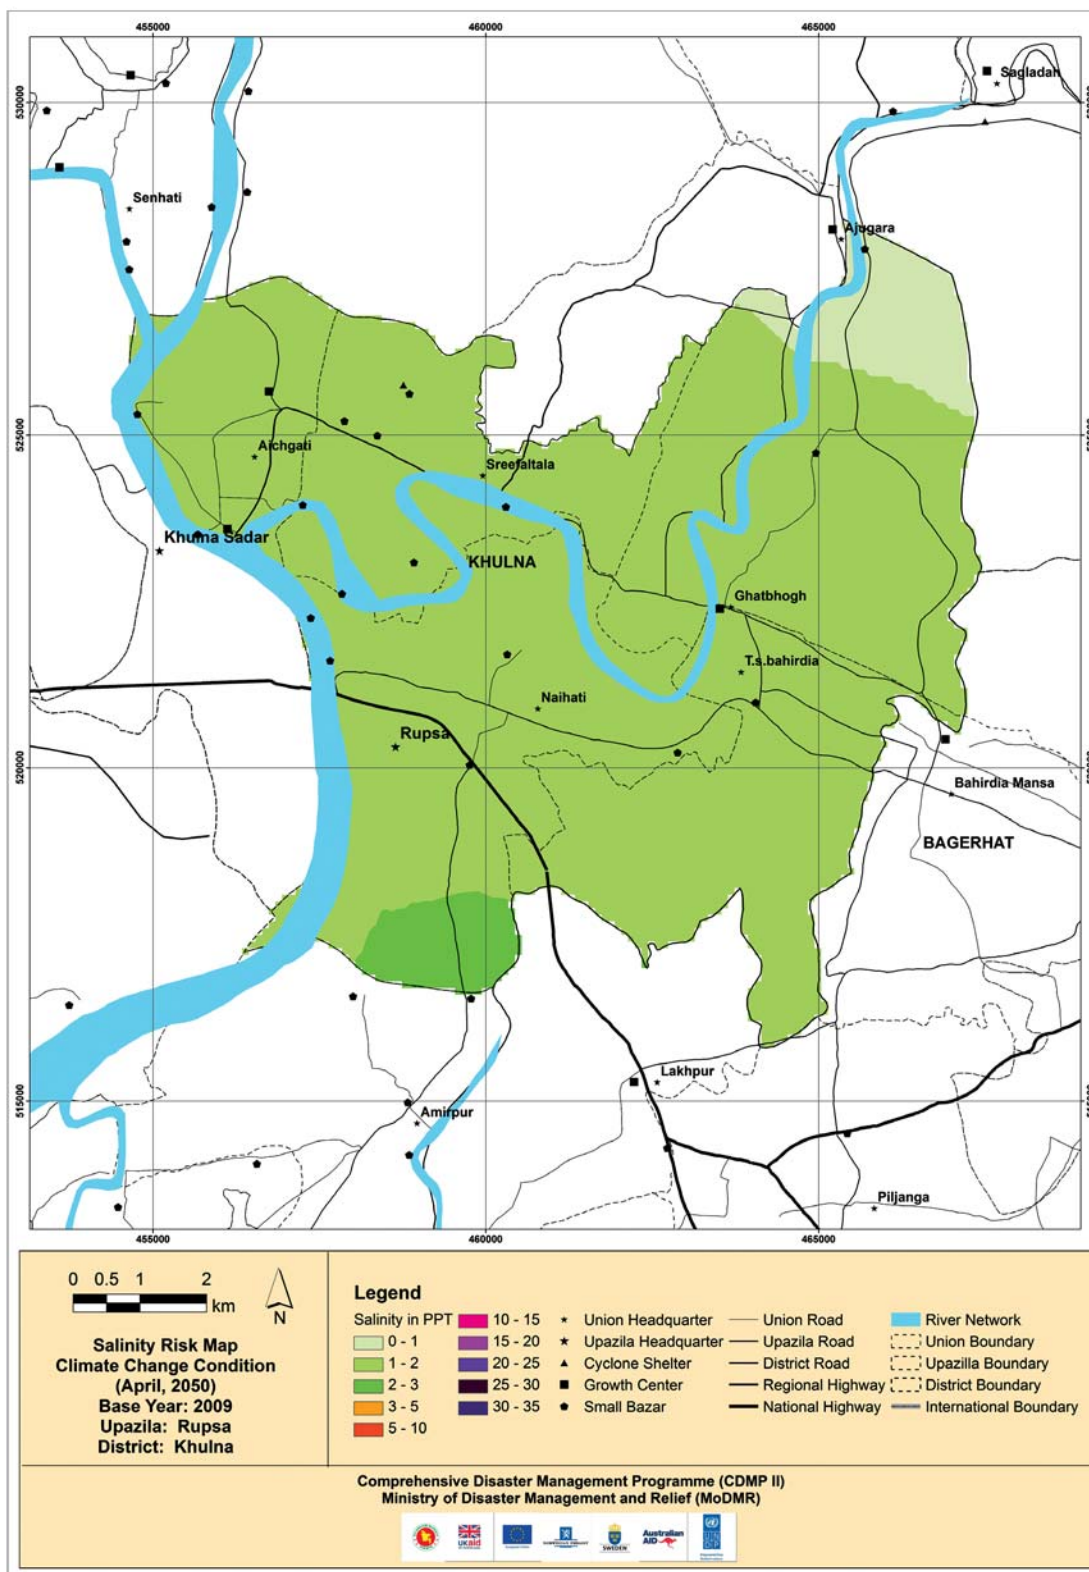 455000
460000
465000
530000
Sagladah
Senhati
Ajugara
525000
Aichgati
Sreefaltala
Khulna Sadar
KHULNA
Ghatbhogh
T.s.bahirdia
Naihati
Rupsa
520000
Bahirdia Mansa
BAGERHAT
515000
515000
Lakhpur
Amirpur
Piljanga
455000
460000
465000
0 0.5 1 2
km
N
Salinity Risk Map
Climate Change Condition
(April, 2050)
Base Year: 2009
Upazila: Rupsa
District: Khulna
Legend
Salinity in PPT
0 - 1
1 - 2
2 - 3
3 - 5
5 - 10
10 - 15
15 - 20
20 - 25
25 - 30
30 - 35
Union Headquarter
Upazila Headquarter
Cyclone Shelter
Growth Center
Small Bazar
Union Road
Upazila Road
District Road
Regional Highway
National Highway
River Network
Union Boundary
Upazilla Boundary
District Boundary
International Boundary
Comprehensive Disaster Management Programme (CDMP II)
Ministry of Disaster Management and Relief (MoDMR)
UKaid
SWEDEN
Australian
AID